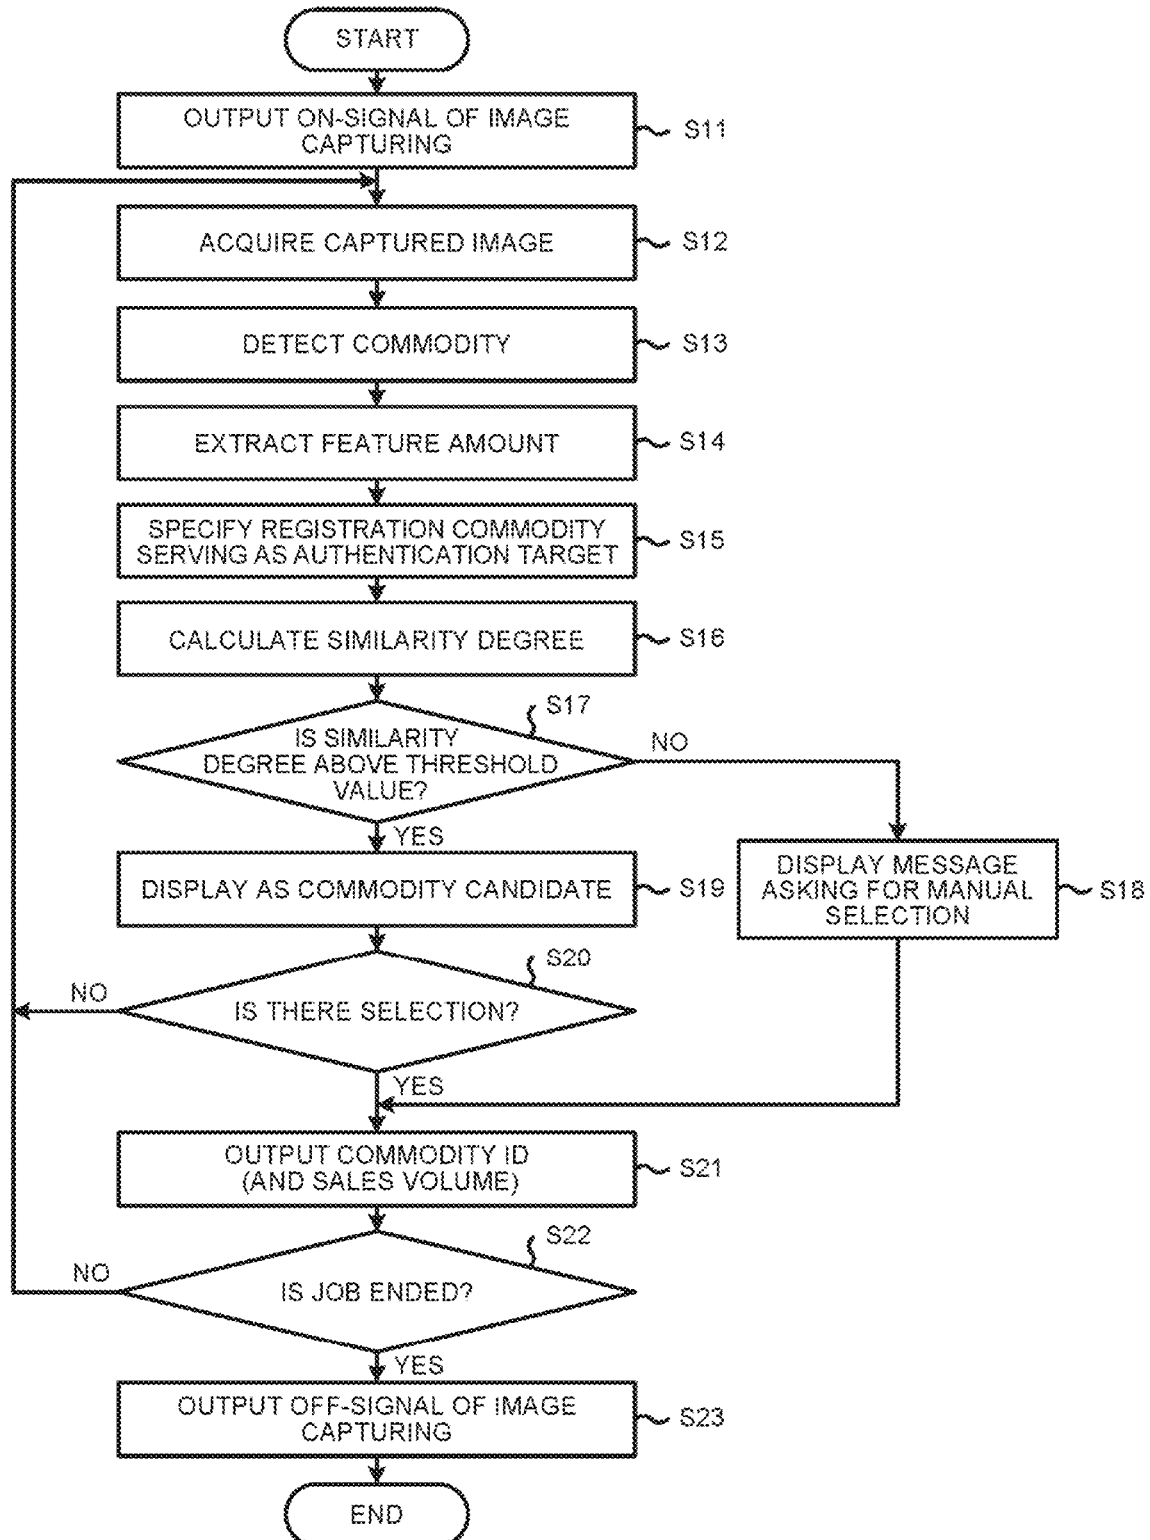 START
OUTPUT ON-SIGNAL OF IMAGE
CAPTURING
S11
ACQUIRE CAPTURED IMAGE
S12
DETECT COMMODITY
S13
EXTRACT FEATURE AMOUNT
S14
SPECIFY REGISTRATION COMMODITY
SERVING AS AUTHENTICATION TARGET
S15
CALCULATE SIMILARITY DEGREE
S16
S17
IS SIMILARITY
DEGREE ABOVE THRESHOLD
VALUE?
NO
YES
DISPLAY MESSAGE
ASKING FOR MANUAL
SELECTION
S18
DISPLAY AS COMMODITY CANDIDATE
S19
S20
IS THERE SELECTION?
NO
YES
OUTPUT COMMODITY ID
(AND SALES VOLUME)
S21
S22
IS JOB ENDED?
NO
YES
OUTPUT OFF-SIGNAL OF IMAGE
CAPTURING
S23
END